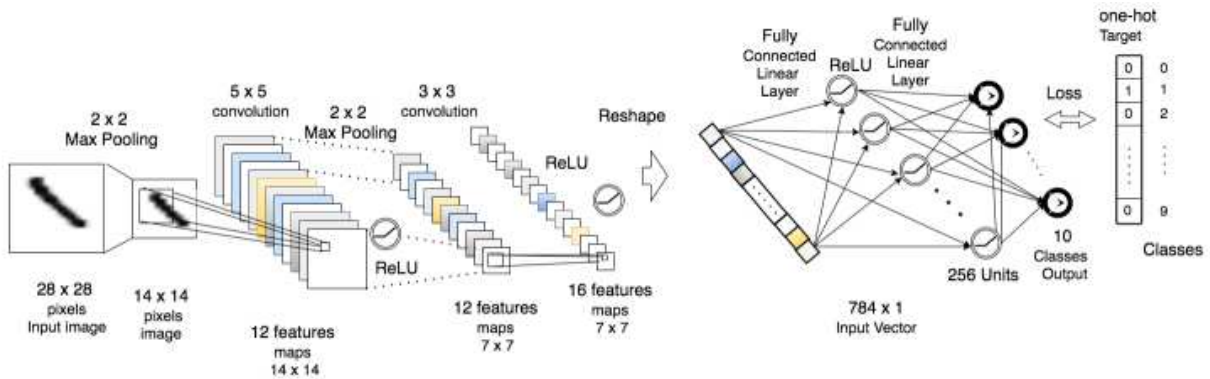 2 x 2
Max Pooling
5 x 5
convolution
2 x 2
Max Pooling
3 x 3
convolution
ReLU
ReLU
28 x 28
pixels
Input image
14 x 14
pixels
image
12 features
maps
14 x 14
12 features
maps
7 x 7
16 features
maps
7 x 7
Reshape
Fully
Connected
Linear
Layer
ReLU
Fully
Connected
Linear
Layer
784 x 1
Input Vector
256 Units
10
Classes
Output
Loss
one-hot
Target
0 0
1 1
0 2
0 9
Classes